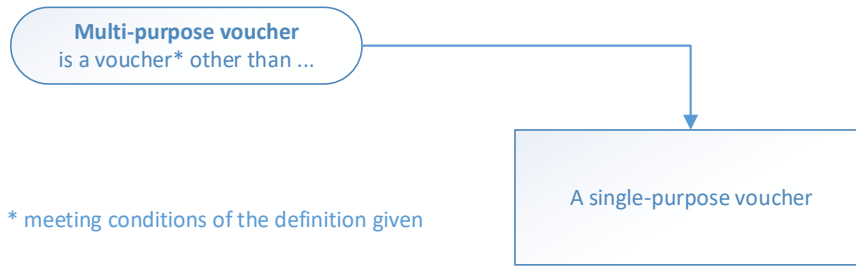 Multi-purpose voucher
is a voucher* other than ...
A single-purpose voucher
* meeting conditions of the definition given